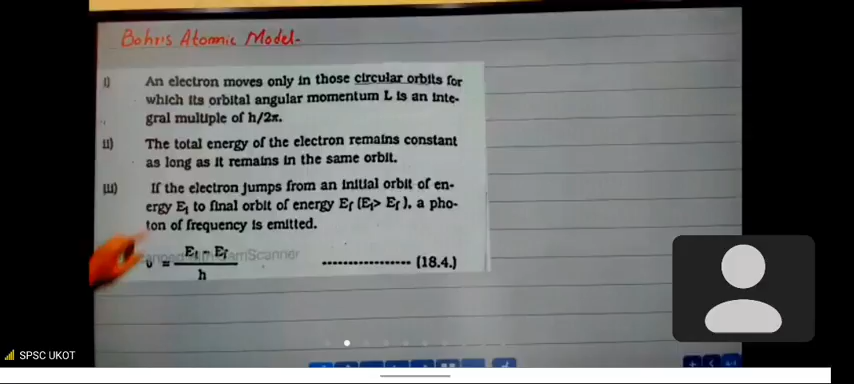 Bohr's Atomic Model-
i) An electron moves only in those circular orbits for
which its orbital angular momentum L is an inte-
gral multiple of h/2π.
ii) The total energy of the electron remains constant
as long as it remains in the same orbit.
iii) If the electron jumps from an initial orbit of en-
ergy Ei to final orbit of energy Ef (Ei> Ef ), a pho-
ton of frequency is emitted.
υ = Ei - Ef
h
.................. (18.4.)
SPSC UKOT